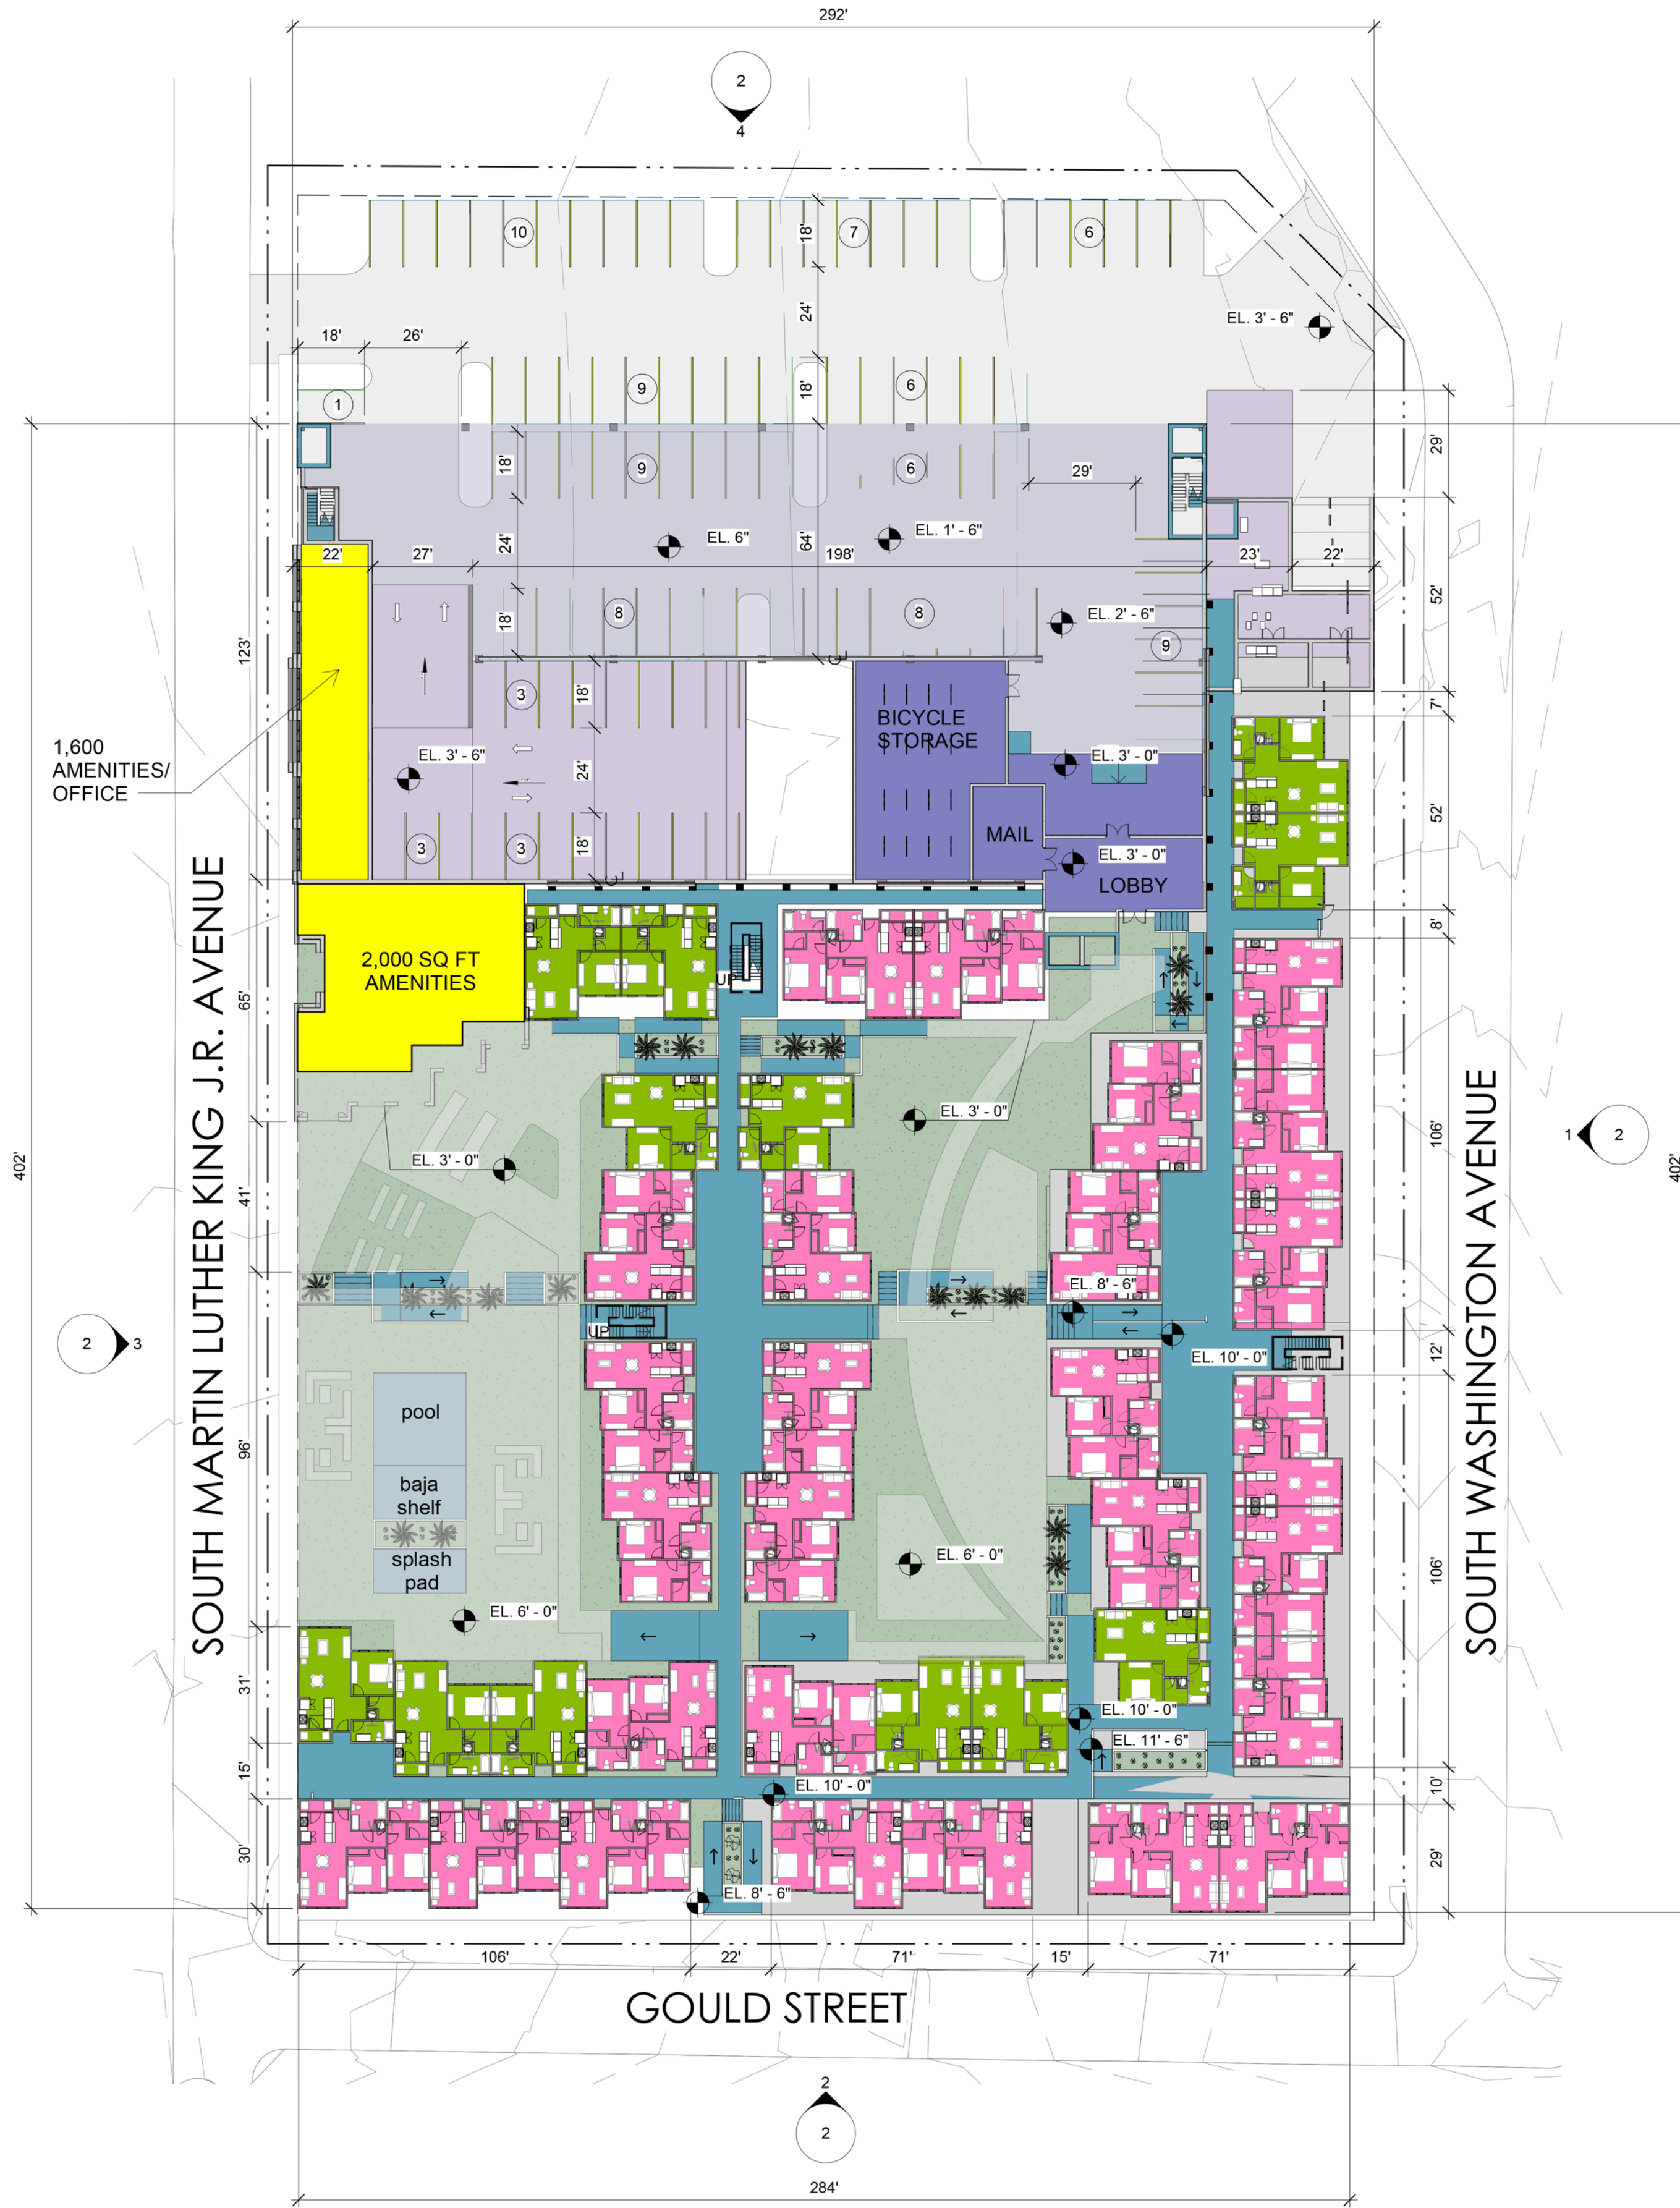 292'
2
4
10
7
6
18'
24'
EL. 3' - 6"
18'
26'
18'
9
6
1
29'
18'
9
6
29'
24'
EL. 6"
EL. 1' - 6"
64'
22'
27'
198'
23'
22'
52'
18'
8
8
EL. 2' - 6"
9
123'
3
18'
7'
BICYCLE
STORAGE
1,600
AMENITIES/
OFFICE
EL. 3' - 6"
24'
EL. 3' - 0"
52'
MAIL
3
3
18'
EL. 3' - 0"
LOBBY
8'
2,000 SQ FT
AMENITIES
UP
65'
SOUTH MARTIN LUTHER KING J.R. AVENUE
SOUTH WASHINGTON AVENUE
EL. 3' - 0"
EL. 3' - 0"
106'
1
2
402'
402'
41'
EL. 8' - 6"
UP
2
3
EL. 10' - 0"
12'
pool
96'
baja
shelf
splash
pad
EL. 6' - 0"
106'
EL. 6' - 0"
31'
EL. 10' - 0"
EL. 11' - 6"
15'
EL. 10' - 0"
10'
30'
29'
EL. 8' - 6"
106'
22'
71'
15'
71'
GOULD STREET
2
2
284'